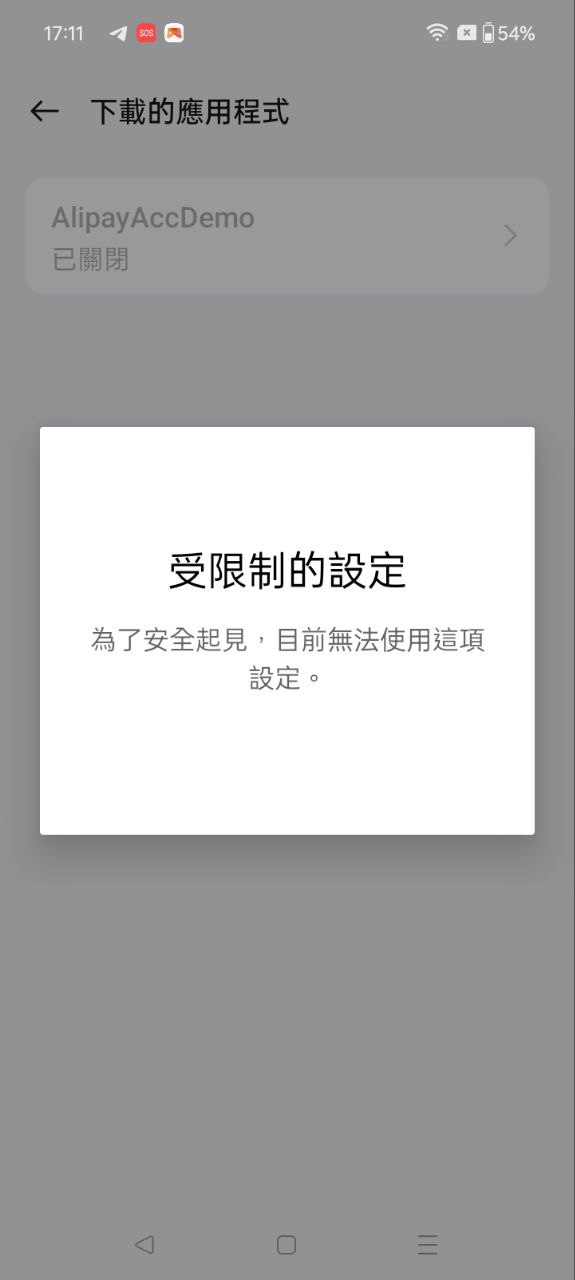 17:11
SOS
54%
下載的應用程式
AlipayAccDemo
已關閉
受限制的設定
為了安全起見，目前無法使用這項
設定。